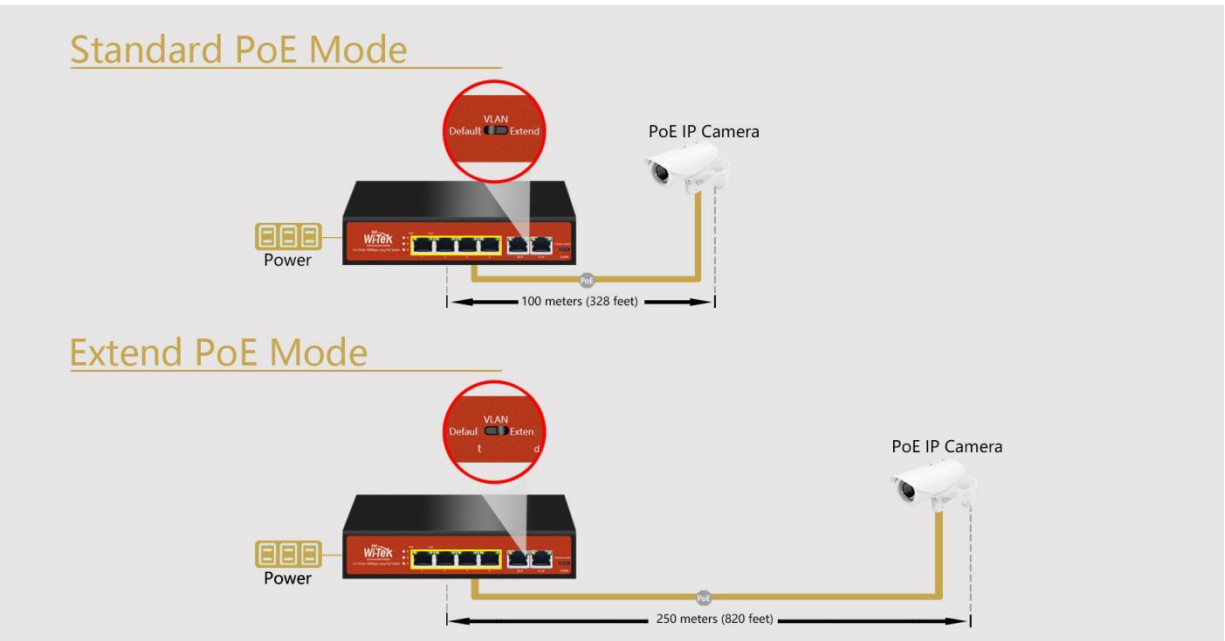 Standard PoE Mode
VLAN
Default Extend
PoE IP Camera
Wi-Tek
Power
PoE
100 meters (328 feet)
Extend PoE Mode
VLAN
Defaul Exten
t d
PoE IP Camera
Wi-Tek
Power
PoE
250 meters (820 feet)